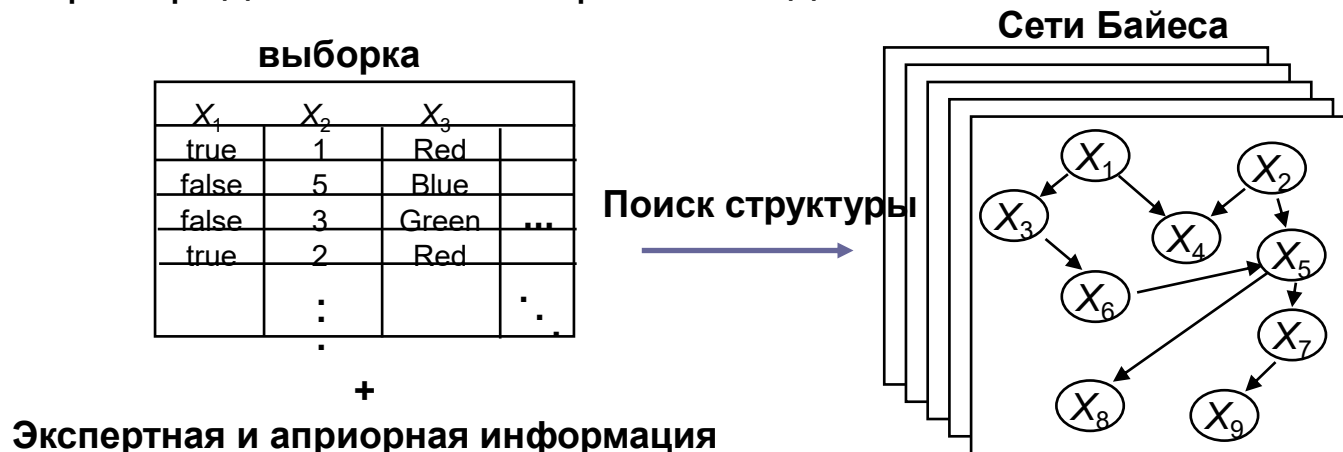 Сети Байеса
выборка
X₁ X₂ X₃
true 1 Red
false 5 Blue
false 3 Green ...
true 2 Red
Поиск структуры
X₁
X₂
X₃
X₄
X₅
X₆
X₇
X₈
X₉
+
Экспертная и априорная информация